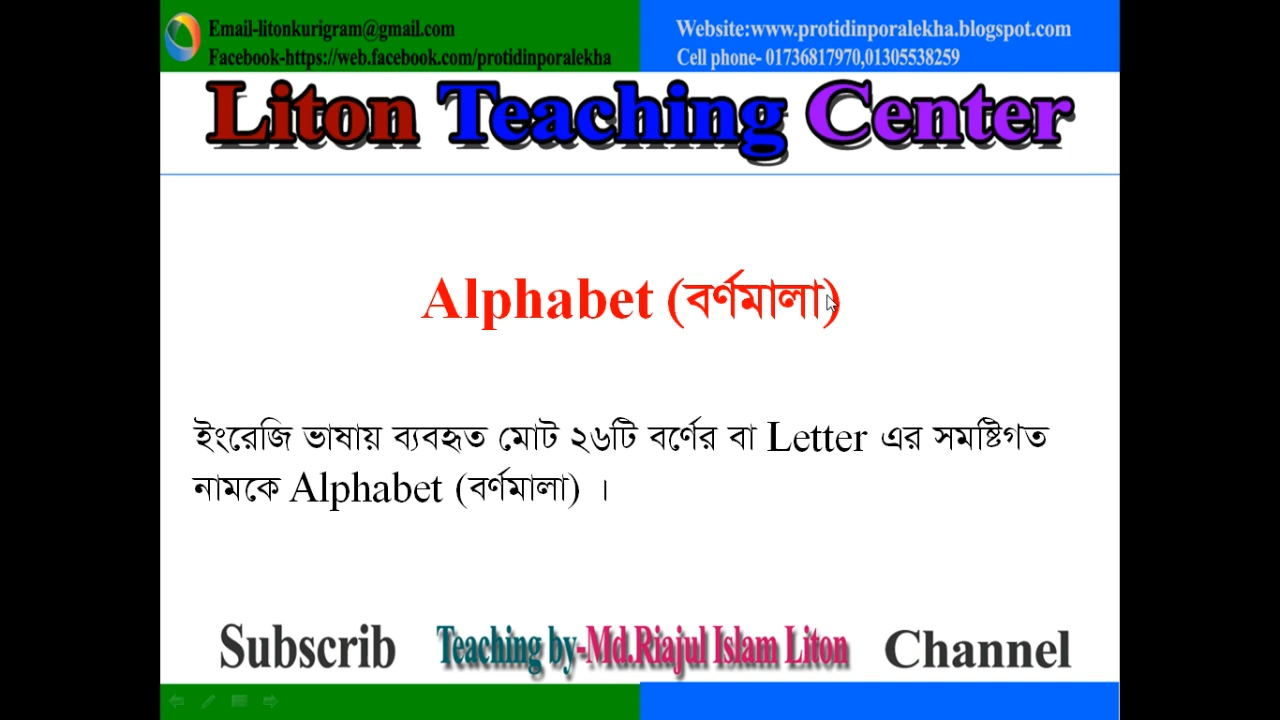 Email-litonkurigram@gmail.com
Facebook-https://web.facebook.com/protidinporalekha
Website:www.protidinporalekha.blogspot.com
Cell phone- 01736817970,01305538259
Liton Teaching Center
Alphabet (বর্ণমালা)
ইংরেজি ভাষায় ব্যবহৃত মোট ২৬টি বর্ণের বা Letter এর সমষ্টিগত
নামকে Alphabet (বর্ণমালা) ।
Subscrib Teaching by-Md.Riajul Islam Liton Channel